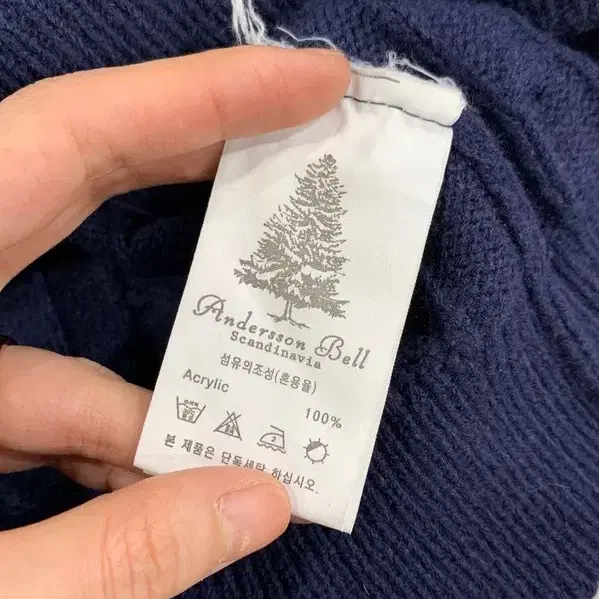 Andersson Bell
Scandinavia
섬유의조성(혼용율)
Acrylic 100%
본 제품은 단독세탁 하십시오.